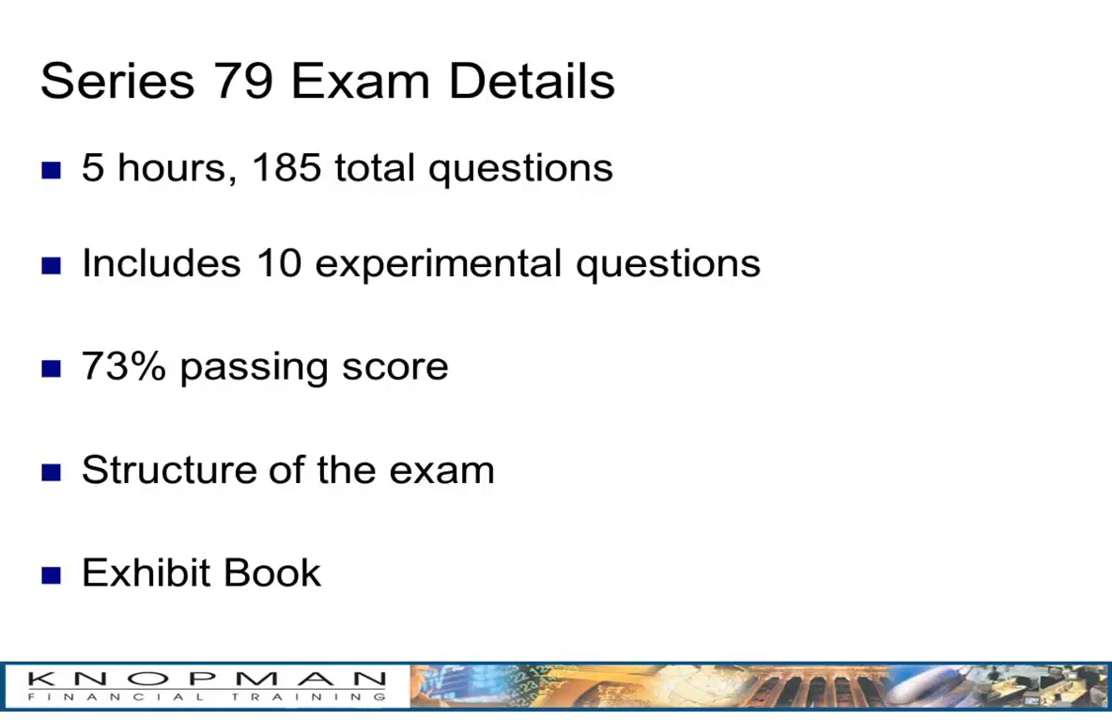 Series 79 Exam Details
5 hours, 185 total questions
Includes 10 experimental questions
73% passing score
Structure of the exam
Exhibit Book
KNOPMAN
FINANCIAL TRAINING